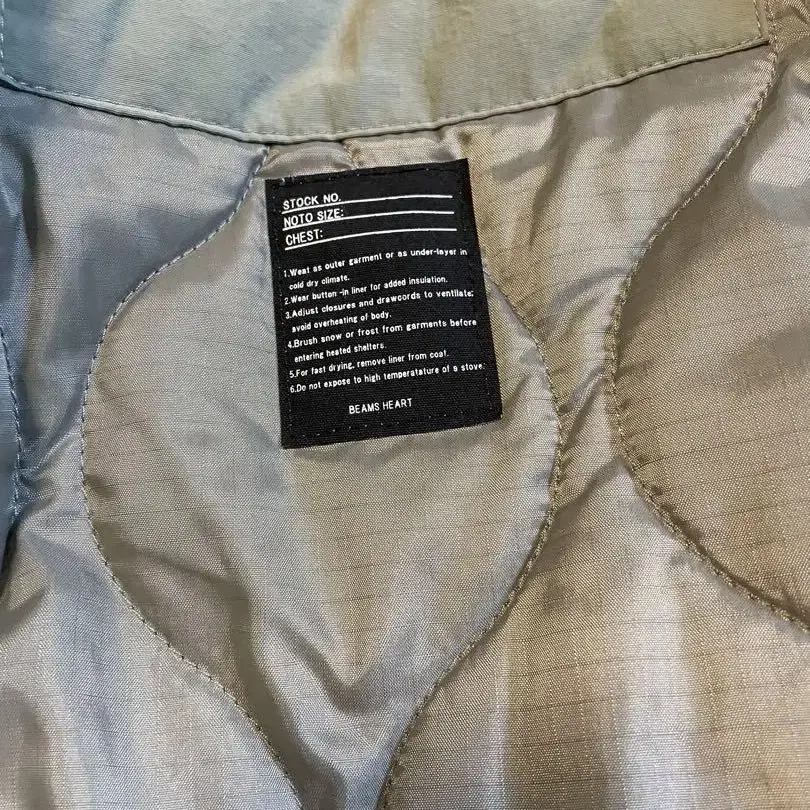 STOCK NO.
NOTO SIZE:
CHEST:
1.Weat as outer garment or as under-layer in
cold dry climate.
2.Wear button -in liner for added insulation.
3.Adjust closures and drawcords to ventilate;
avoid overheating of body.
4.Brush snow or frost from garments before
entering heated shelters.
5.For fast drying, remove liner from coat.
6.Do not expose to high temperatature of a stove.
BEAMS HEART